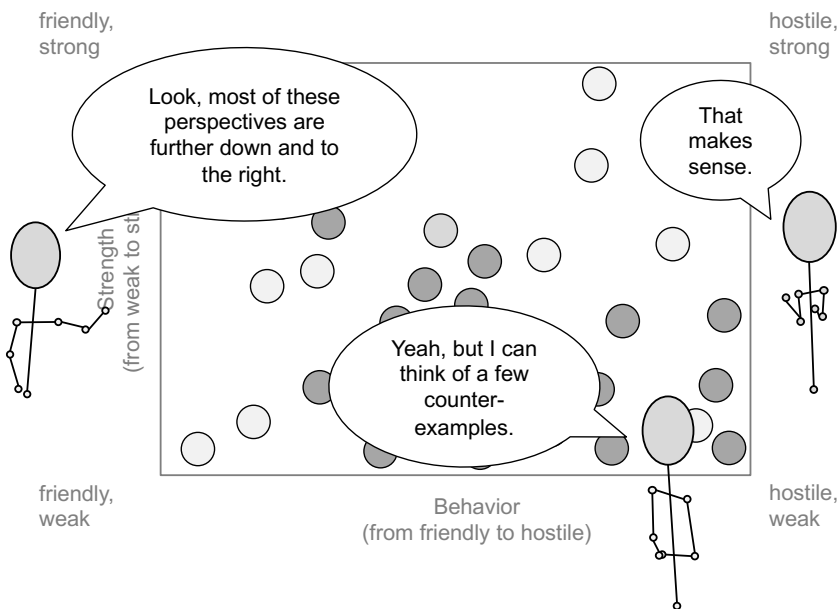 friendly,
strong
hostile,
strong
Look, most of these
perspectives are
further down and to
the right.
That
makes
sense.
Strength
(from weak to
Yeah, but I can
think of a few
counter-
examples.
friendly,
weak
Behavior
(from friendly to hostile)
hostile,
weak